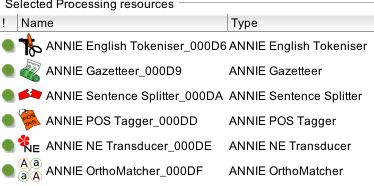 Selected Processing resources
! Name Type
ANNIE English Tokeniser_000D6 ANNIE English Tokeniser
ANNIE Gazetteer_000D9 ANNIE Gazetteer
ANNIE Sentence Splitter_000DA ANNIE Sentence Splitter
ANNIE POS Tagger_000DD ANNIE POS Tagger
NE ANNIE NE Transducer_000DE ANNIE NE Transducer
A a a A ANNIE OrthoMatcher_000DF ANNIE OrthoMatcher